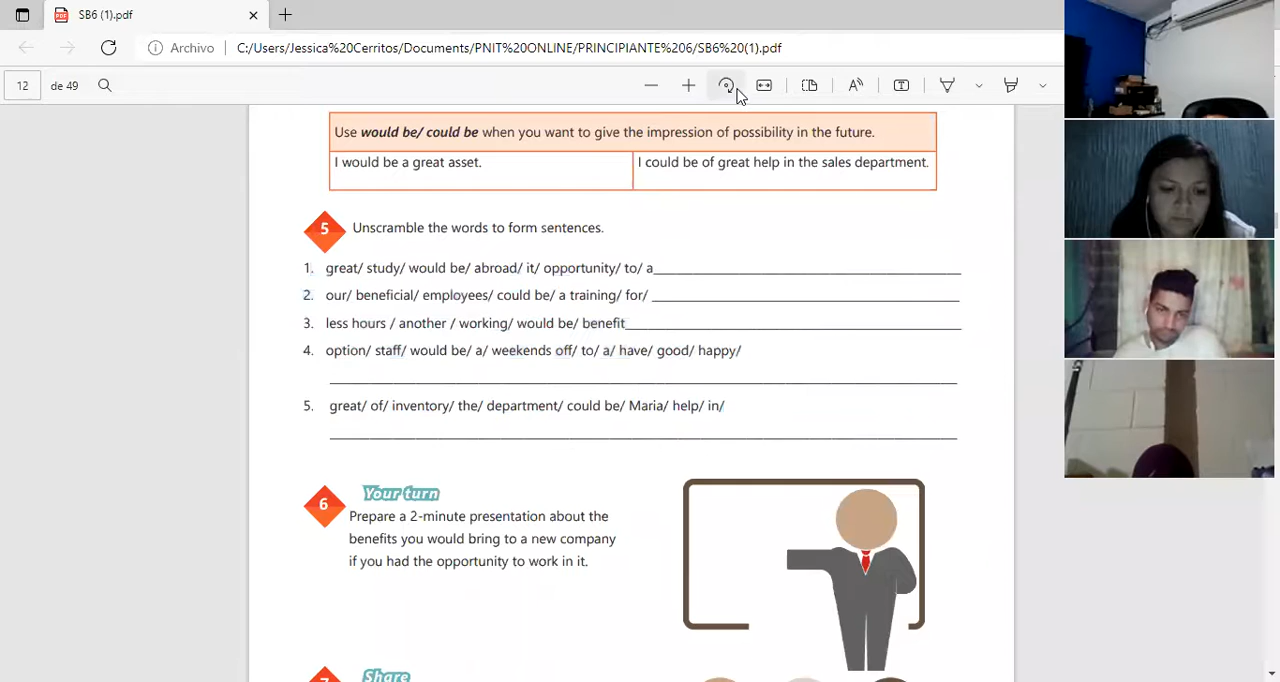 SB6 (1).pdf
Archivo C:/Users/Jessica%20Cerritos/Documents/PNIT%20ONLINE/PRINCIPIANTE%206/SB6%20(1).pdf
12 de 49
Use would be/ could be when you want to give the impression of possibility in the future.
I would be a great asset. I could be of great help in the sales department.
5 Unscramble the words to form sentences.
1. great/ study/ would be/ abroad/ it/ opportunity/ to/ a
2. our/ beneficial/ employees/ could be/ a training/ for/
3. less hours / another / working/ would be/ benefit
4. option/ staff/ would be/ a/ weekends off/ to/ a/ have/ good/ happy/
5. great/ of/ inventory/ the/ department/ could be/ Maria/ help/ in/
6 Your turn
Prepare a 2-minute presentation about the
benefits you would bring to a new company
if you had the opportunity to work in it.
7 Share